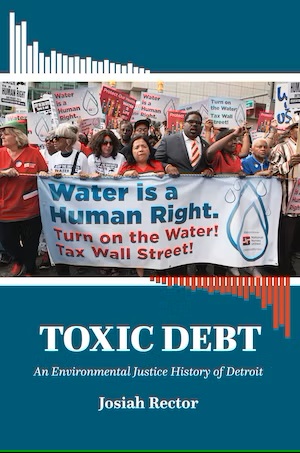 Water is a
Human Right.
Turn on the Water!
Tax Wall Street!
TOXIC DEBT
An Environmental Justice History of Detroit
Josiah Rector